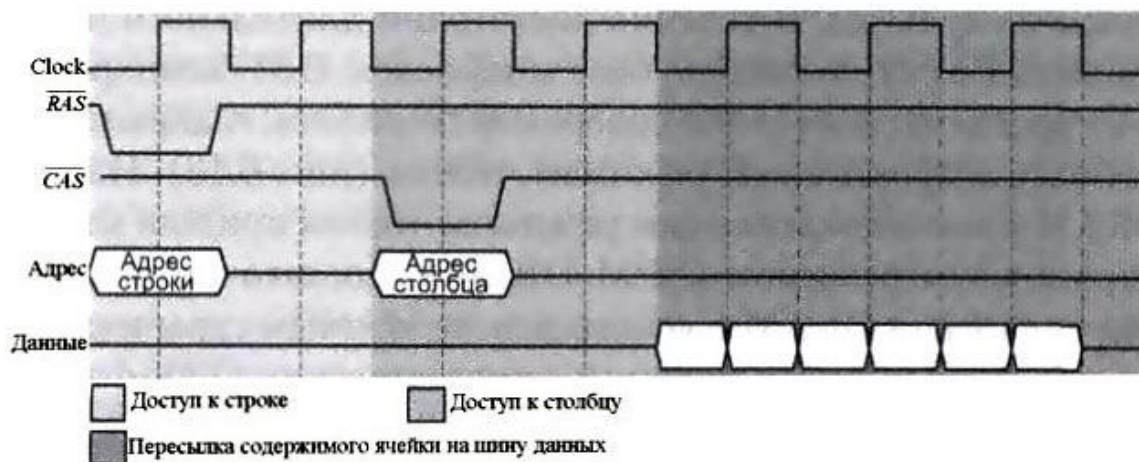 Clock
RAS
CAS
Адрес
Адрес
строки
Адрес
столбца
Данные
Доступ к строке
Доступ к столбцу
Пересылка содержимого ячейки на шину данных